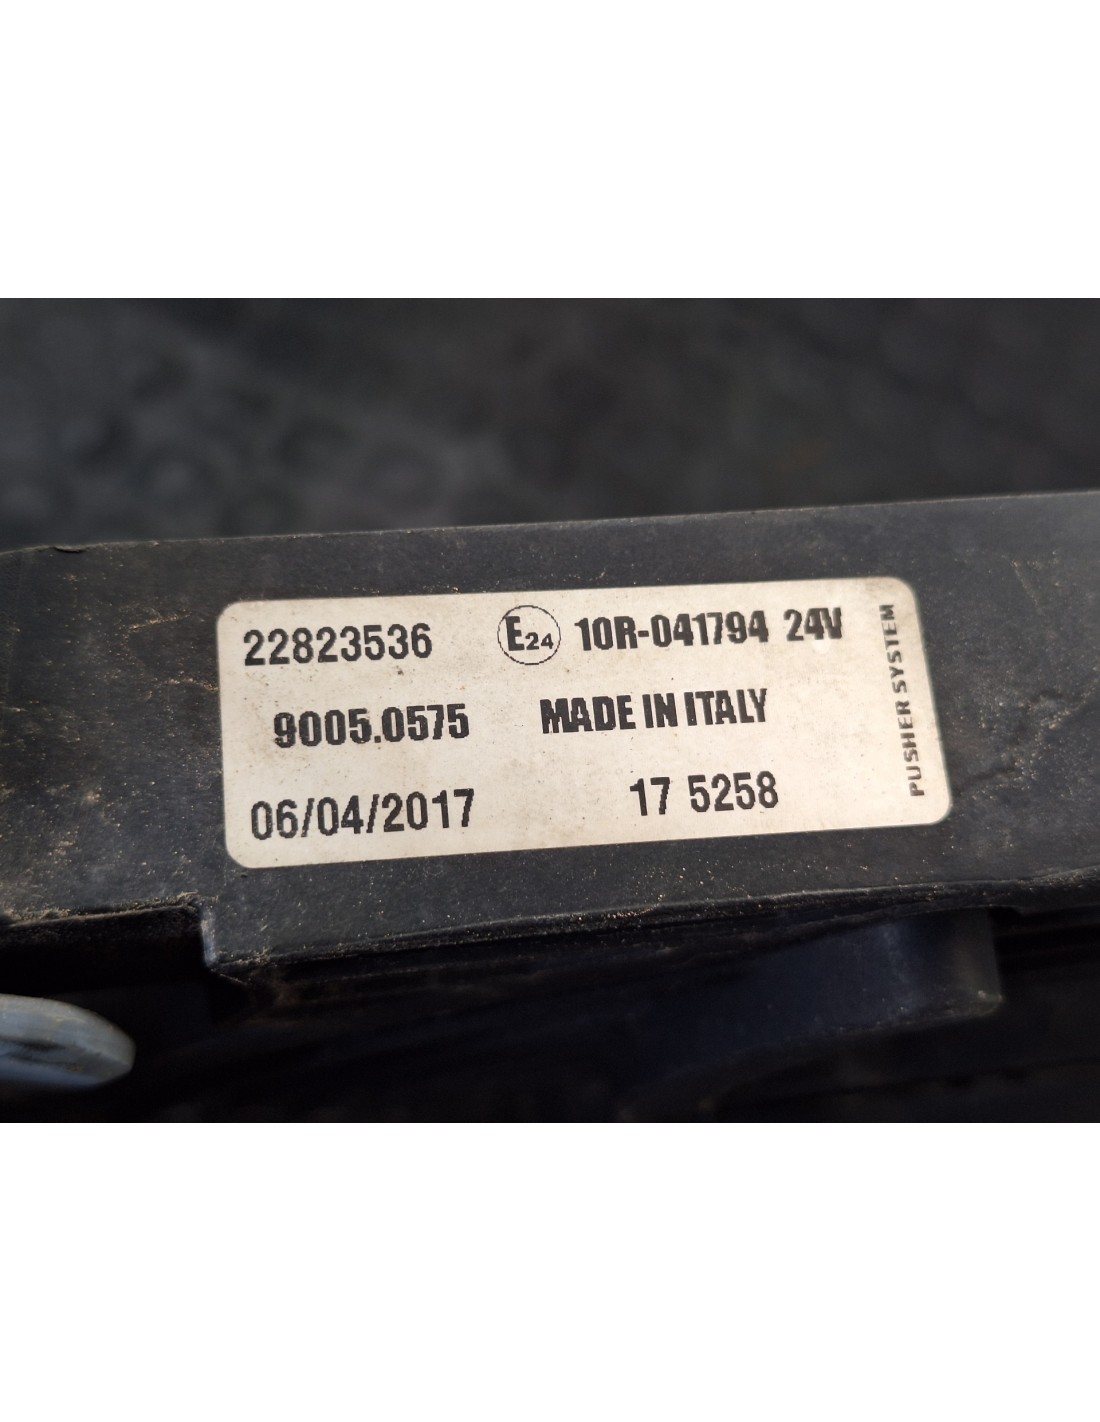 22823536 E24 10R-041794 24V
9005.0575 MADE IN ITALY
06/04/2017 17 5258
PUSHER SYSTEM